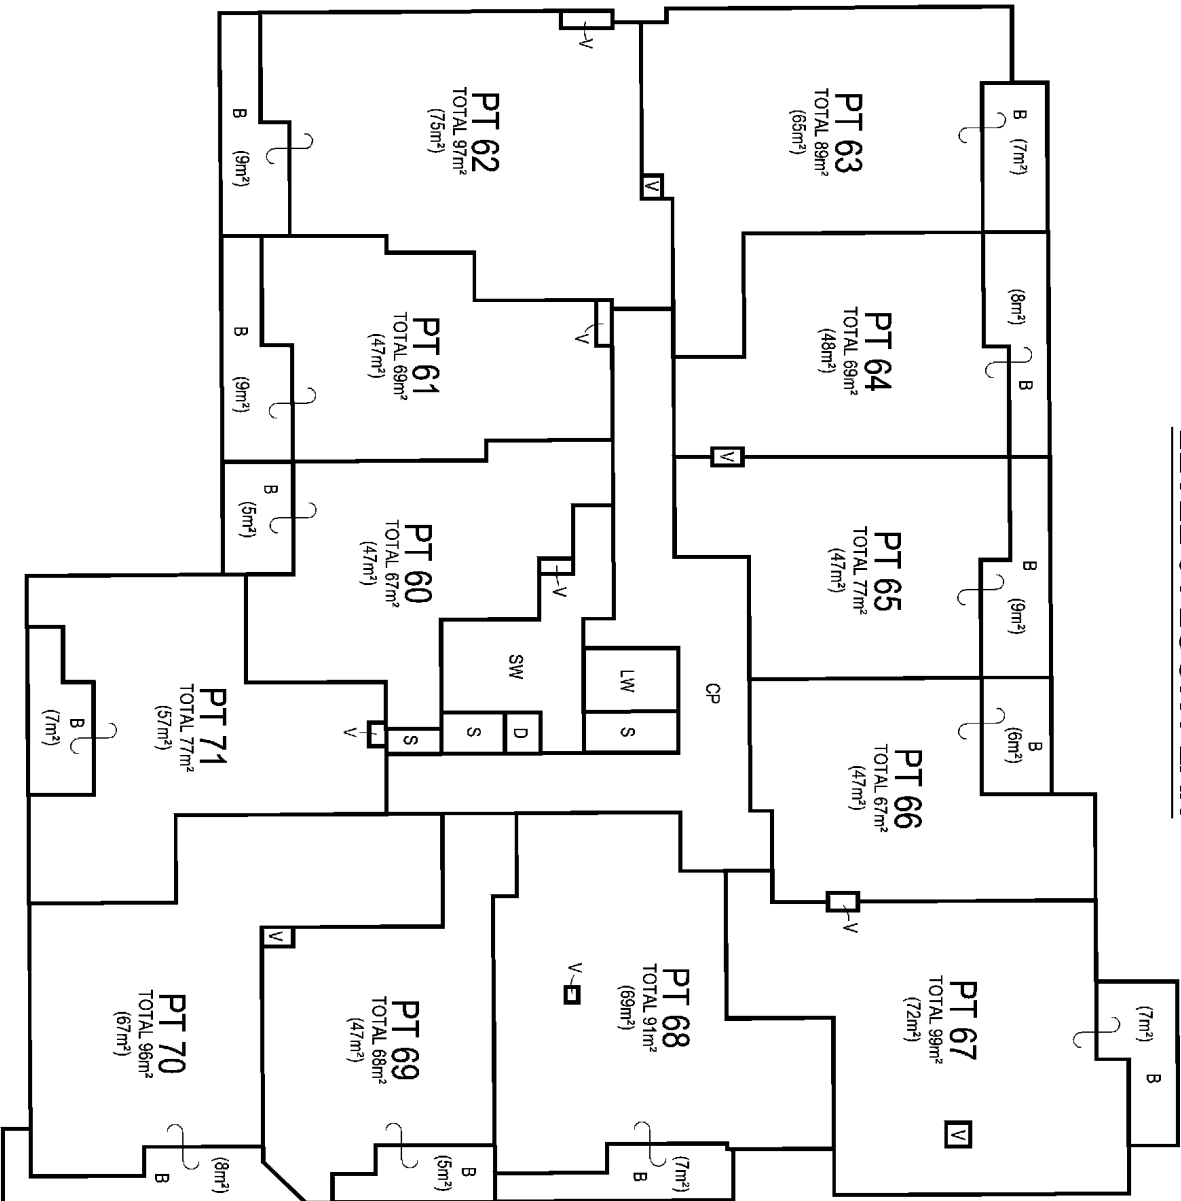 PT 63
TOTAL 89m²
(65m²)
B
(7m²)
PT 62
TOTAL 97m²
(75m²)
V
V
B
(9m²)
PT 64
TOTAL 69m²
(48m²)
(8m²)
B
PT 61
TOTAL 69m²
(47m²)
V
B
(9m²)
V
PT 65
TOTAL 77m²
(47m²)
B
(9m²)
PT 60
TOTAL 67m²
(47m²)
V
B
(5m²)
SW
LW
CP
S
D
S
S
V
PT 66
TOTAL 67m²
(47m²)
B
(6m²)
PT 71
TOTAL 77m²
(57m²)
B
(7m²)
V
PT 67
TOTAL 99m²
(72m²)
V
(7m²)
B
PT 68
TOTAL 91m²
(69m²)
V
(7m²)
B
PT 69
TOTAL 68m²
(47m²)
V
B
(5m²)
PT 70
TOTAL 96m²
(67m²)
(8m²)
B